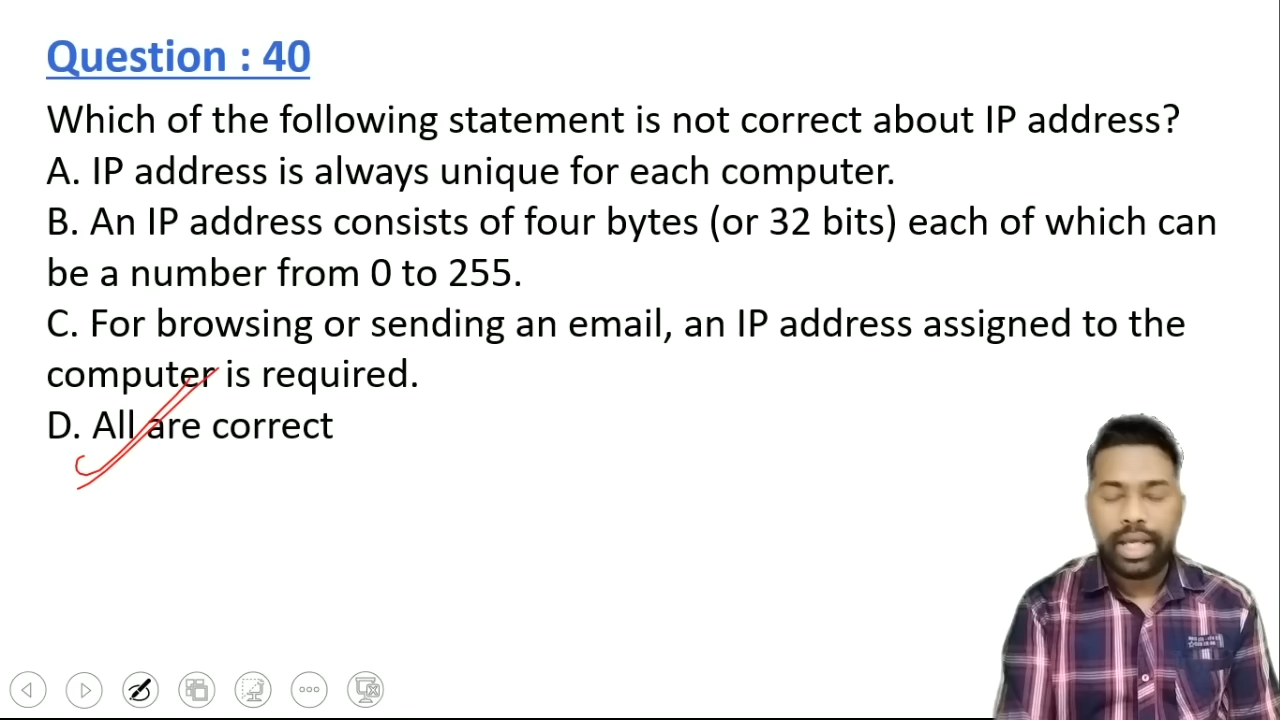 Question : 40
Which of the following statement is not correct about IP address?
A. IP address is always unique for each computer.
B. An IP address consists of four bytes (or 32 bits) each of which can
be a number from 0 to 255.
C. For browsing or sending an email, an IP address assigned to the
computer is required.
D. All are correct